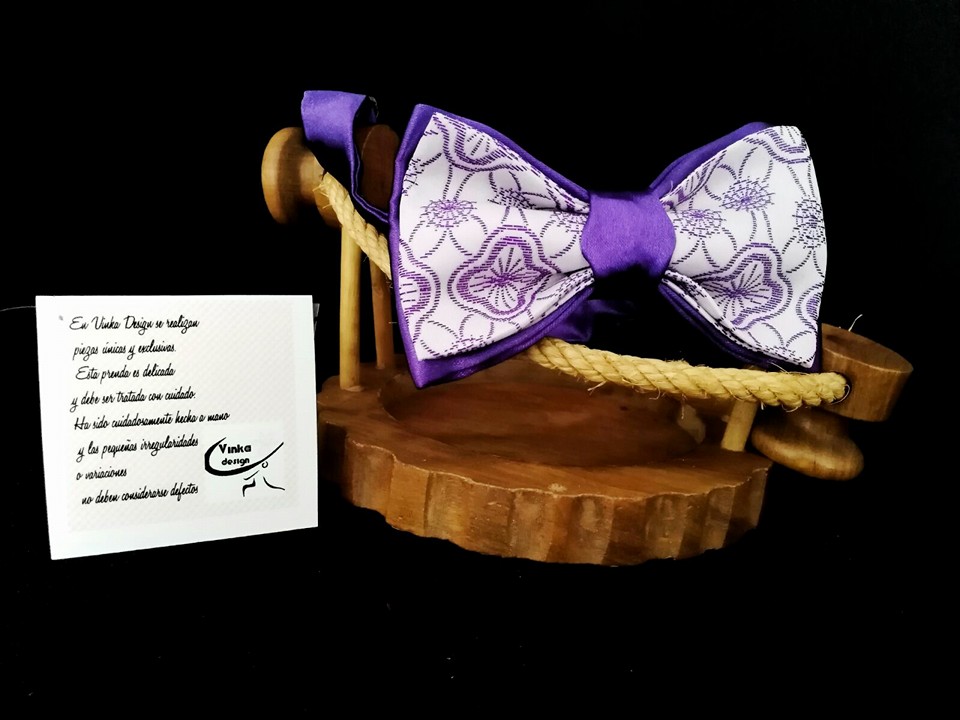 En Vinka Design se realizan
piezas únicas y exclusivas.
Esta prenda es delicada
y debe ser tratada con cuidado.
Ha sido cuidadosamente hecha a mano
y las pequeñas irregularidades
o variaciones
no deben considerarse defectos
Vinka
design